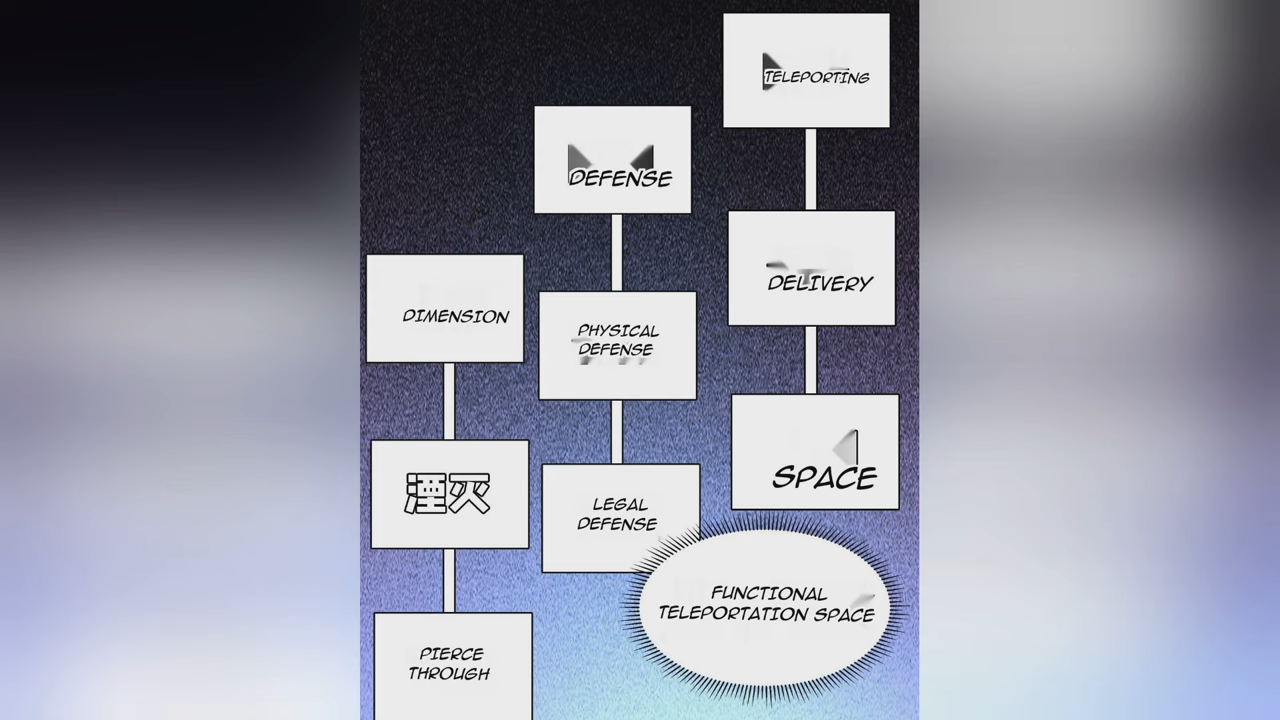 TELEPORTING
DELIVERY
SPACE
DEFENSE
PHYSICAL
DEFENSE
LEGAL
DEFENSE
DIMENSION
湮灭
PIERCE
THROUGH
FUNCTIONAL
TELEPORTATION SPACE